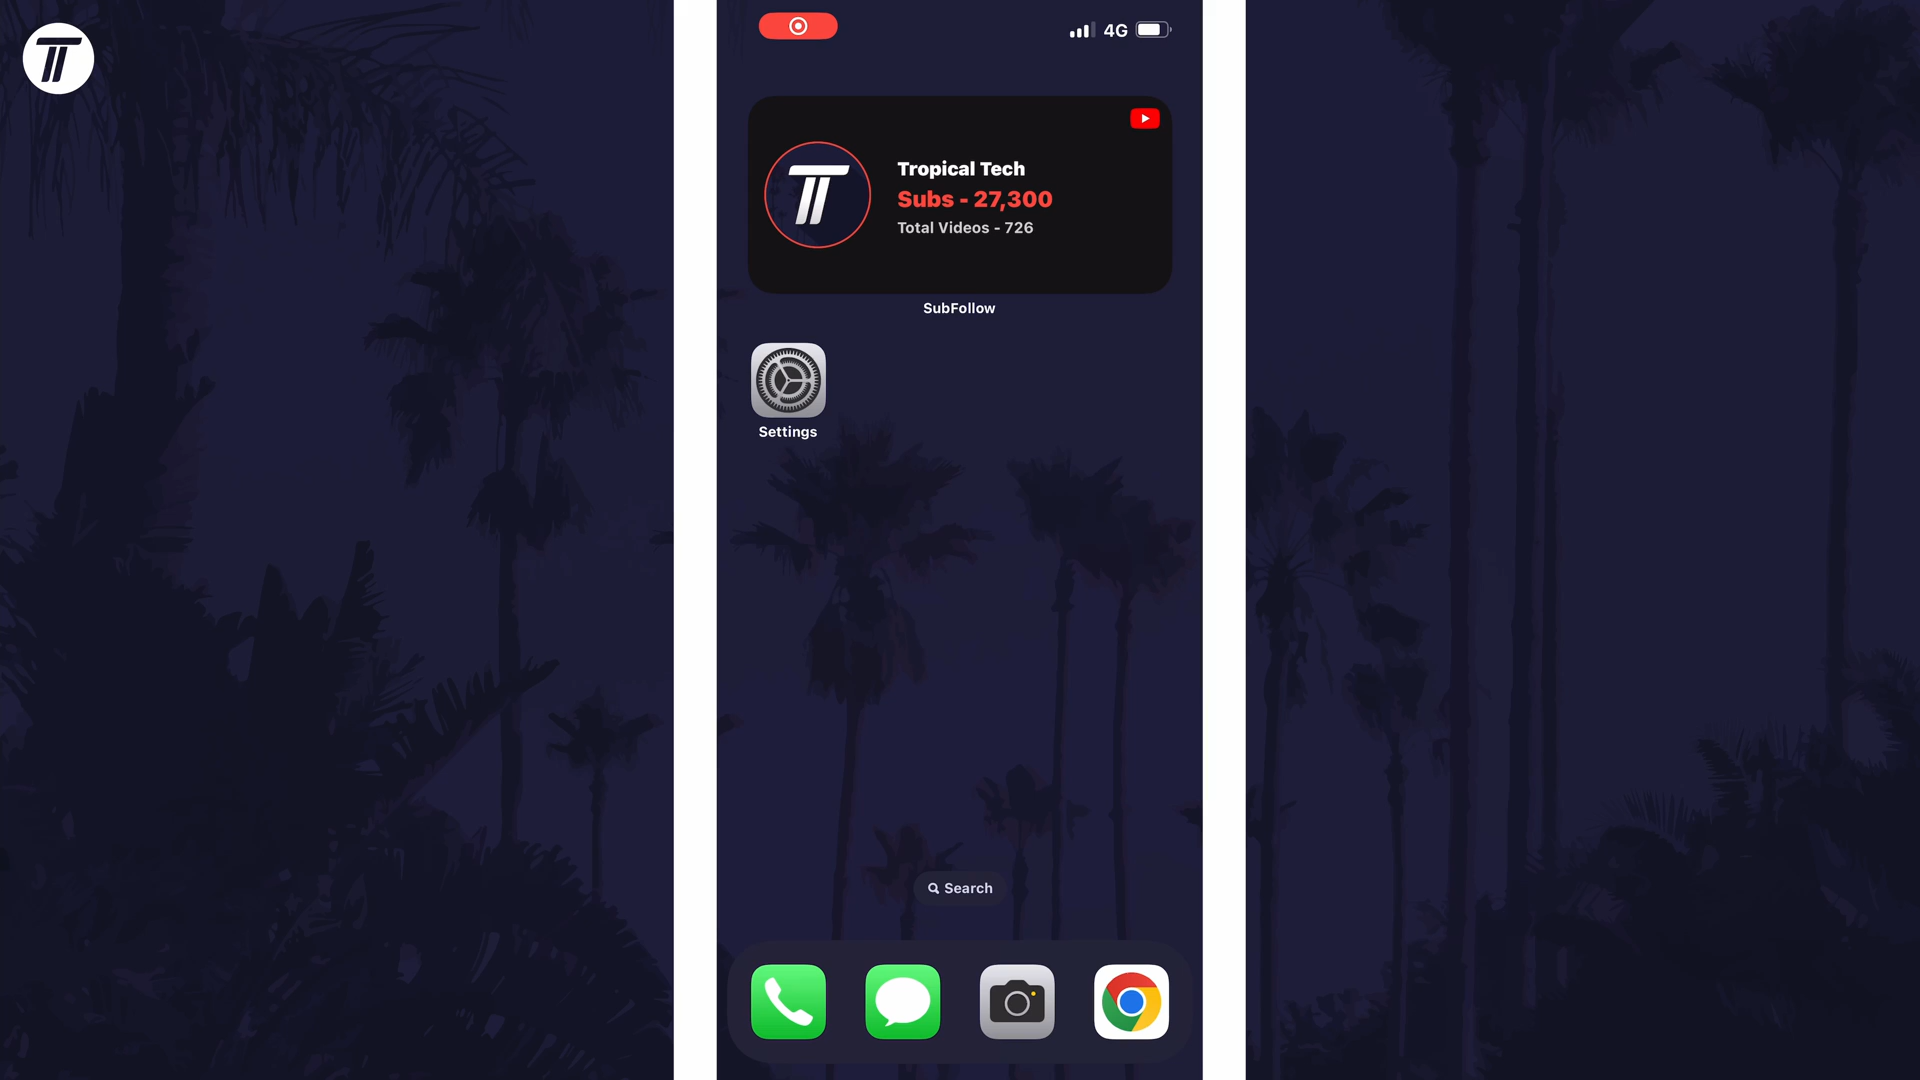 4G
Tropical Tech
Subs - 27,300
Total Videos - 726
SubFollow
Settings
Search